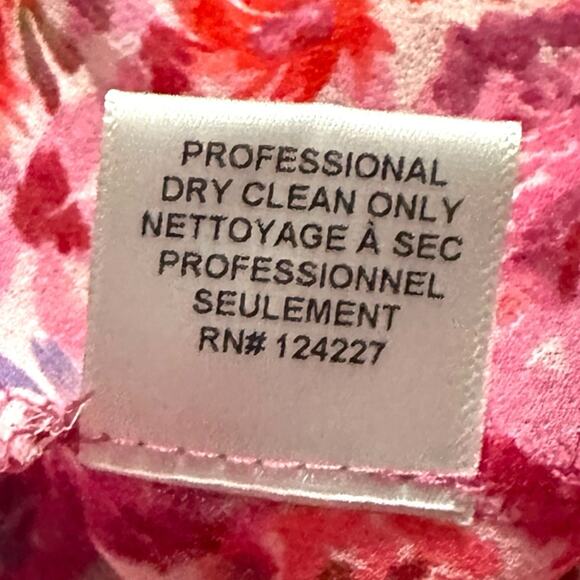 PROFESSIONAL
DRY CLEAN ONLY
NETTOYAGE À SEC
PROFESSIONNEL
SEULEMENT
RN# 124227